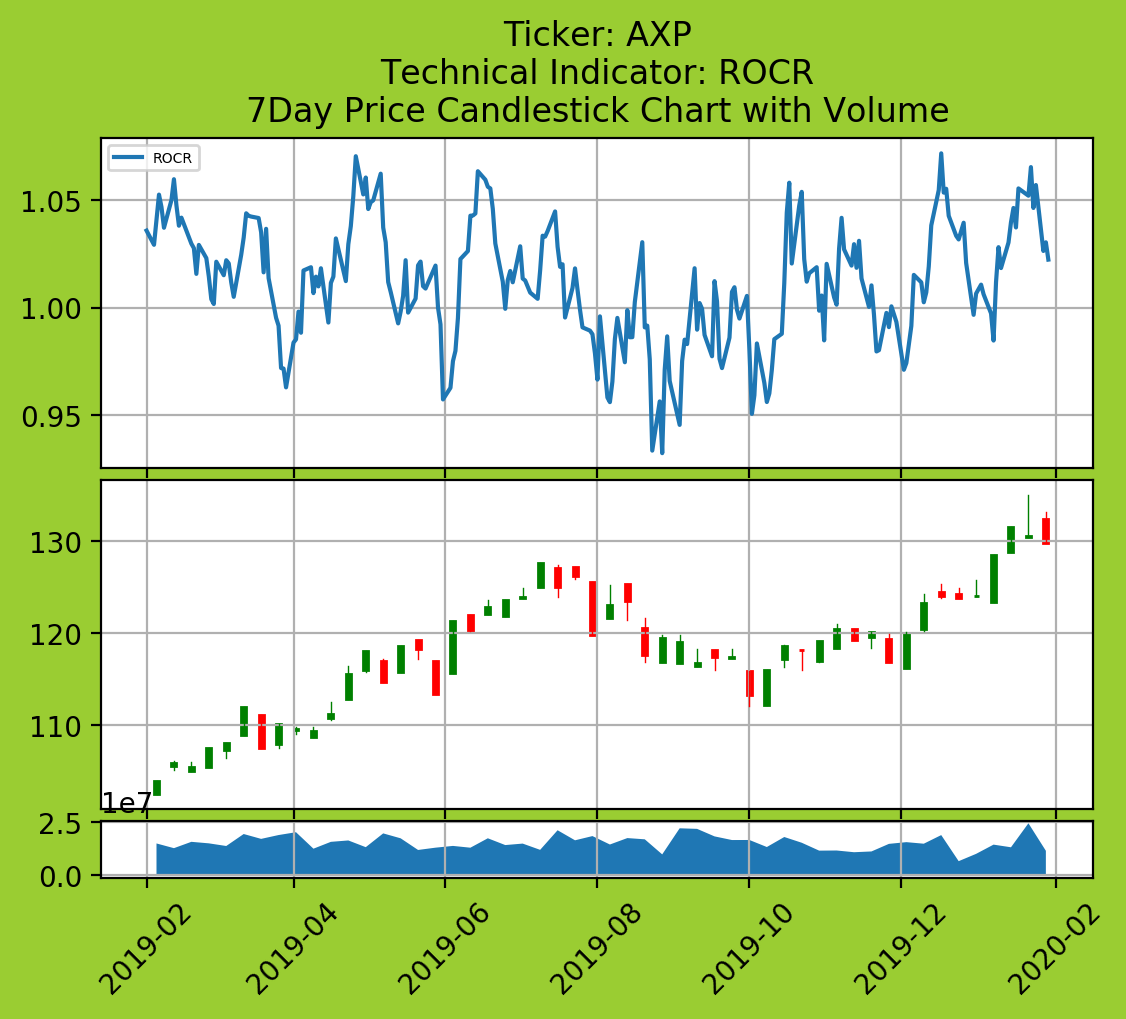 Ticker: AXP
Technical Indicator: ROCR
7Day Price Candlestick Chart with Volume
ROCR
1.05
1.00
0.95
130
120
110
1e7
2.5
0.0
2019-02 2019-04 2019-06 2019-08 2019-10 2019-12 2020-02